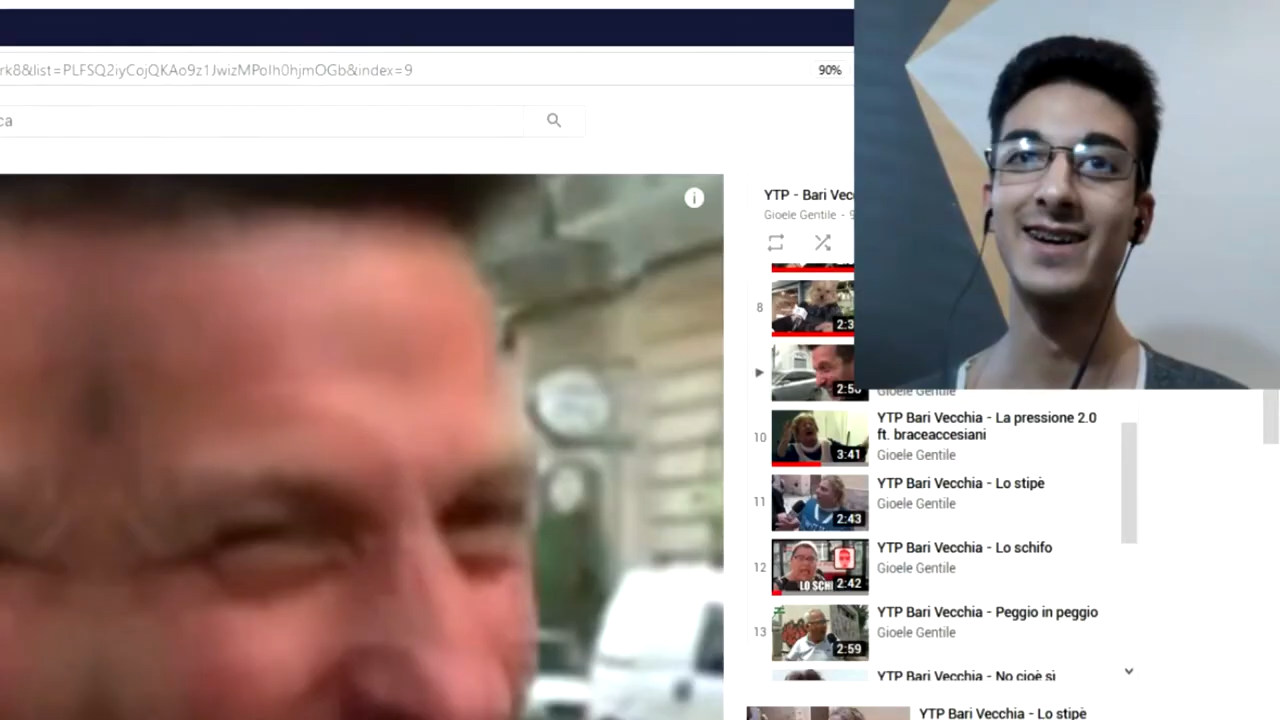 rk8&list=PLFSQ2iyCojQKAo9z1JwizMPolh0hjmOGb&index=9
90%
ca
YTP - Bari Vec
Gioele Gentile - 9
8
2:3
2:50
Gioele Gentile
10
3:41
YTP Bari Vecchia - La pressione 2.0
ft. braceaccesiani
Gioele Gentile
11
2:43
YTP Bari Vecchia - Lo stipè
Gioele Gentile
12
LO SCHI
2:42
YTP Bari Vecchia - Lo schifo
Gioele Gentile
13
2:59
YTP Bari Vecchia - Peggio in peggio
Gioele Gentile
YTP Bari Vecchia - No cioè sì
YTP Bari Vecchia - Lo stipè